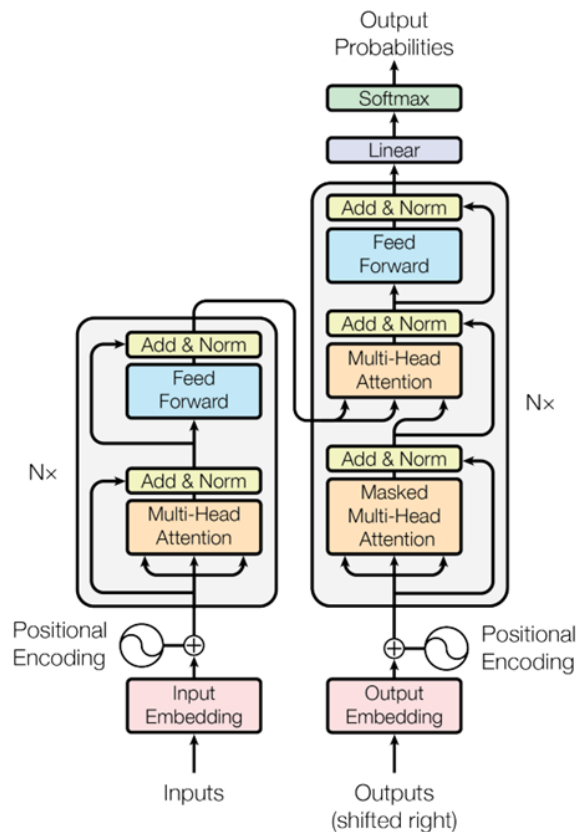 Output
Probabilities
Softmax
Linear
Add & Norm
Feed
Forward
Add & Norm
Multi-Head
Attention
Add & Norm
Masked
Multi-Head
Attention
N×
Add & Norm
Feed
Forward
Add & Norm
Multi-Head
Attention
N×
Positional
Encoding
Positional
Encoding
Input
Embedding
Output
Embedding
Inputs
Outputs
(shifted right)